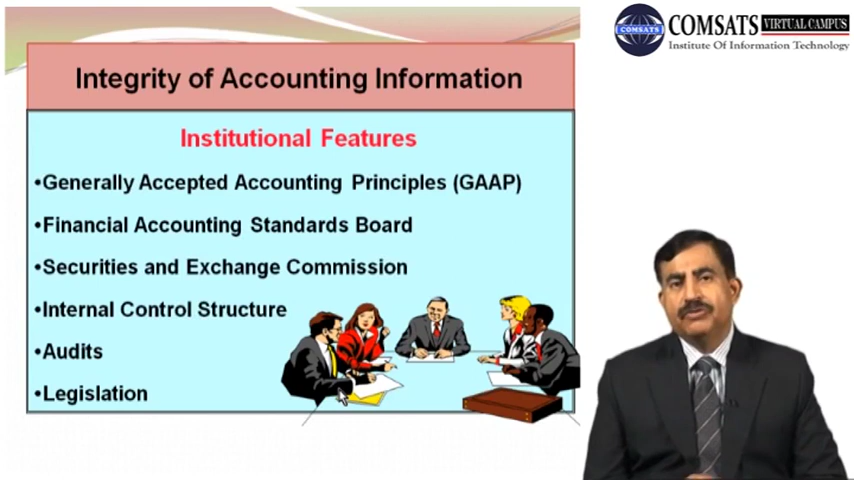 COMSATS VIRTUAL CAMPUS
COMSATS
Institute Of Information Technology
Integrity of Accounting Information
Institutional Features
•Generally Accepted Accounting Principles (GAAP)
•Financial Accounting Standards Board
•Securities and Exchange Commission
•Internal Control Structure
•Audits
•Legislation